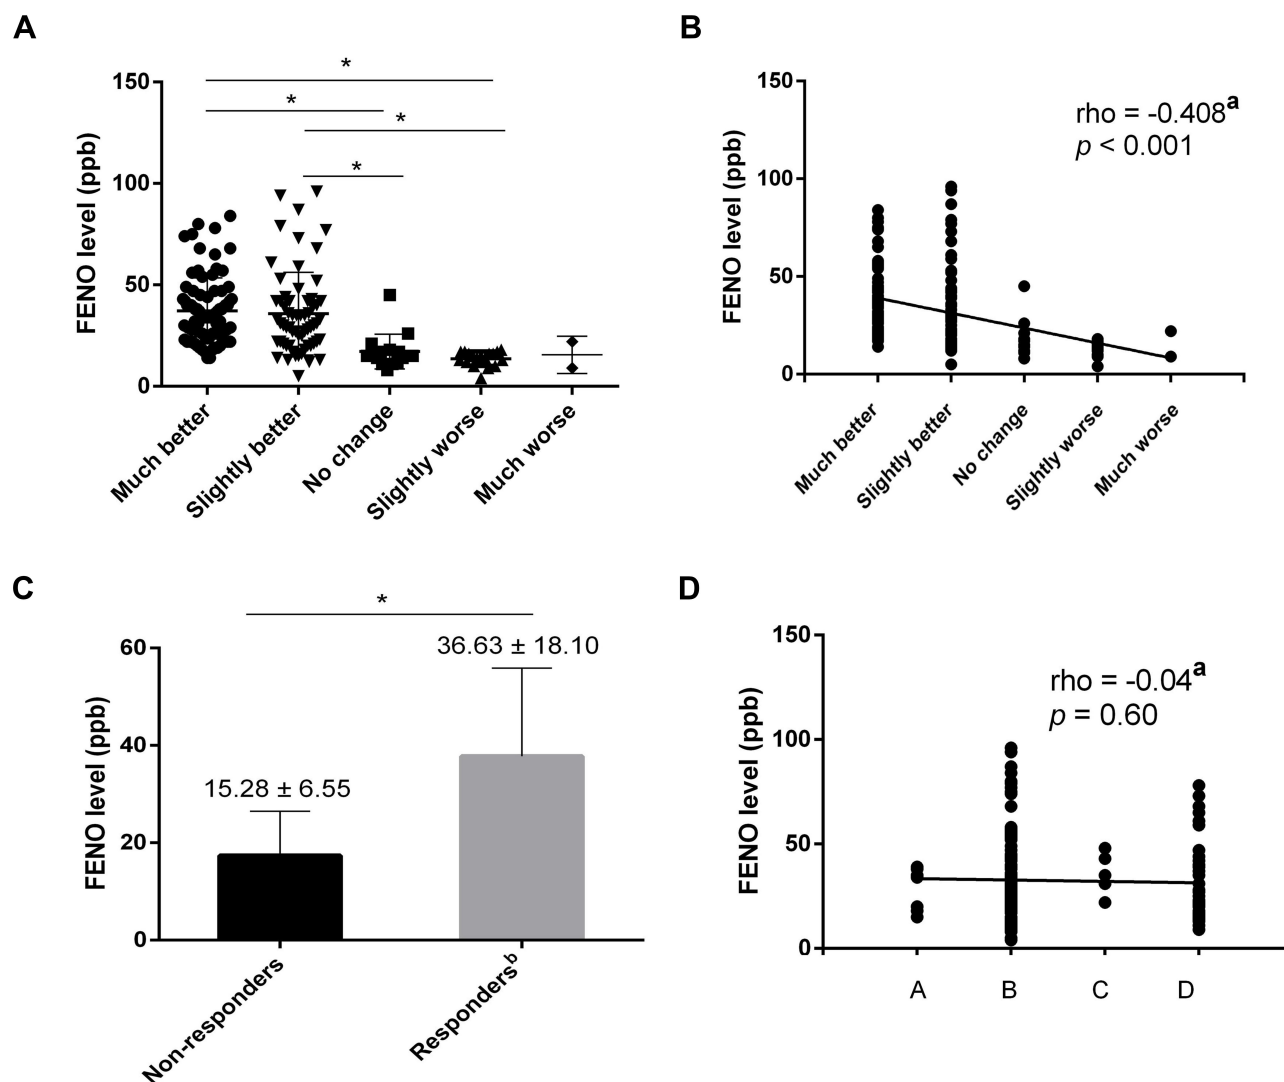 A
FENO level (ppb)
150
100
50
0
*
*
*
*
Much better
Slightly better
No change
Slightly worse
Much worse
B
FENO level (ppb)
150
100
50
0
rho = -0.408a
p < 0.001
Much better
Slightly better
No change
Slightly worse
Much worse
C
FENO level (ppb)
60
40
20
0
*
15.28 ± 6.55
36.63 ± 18.10
Non-responders
Respondersb
D
FENO level (ppb)
150
100
50
0
rho = -0.04a
p = 0.60
A
B
C
D